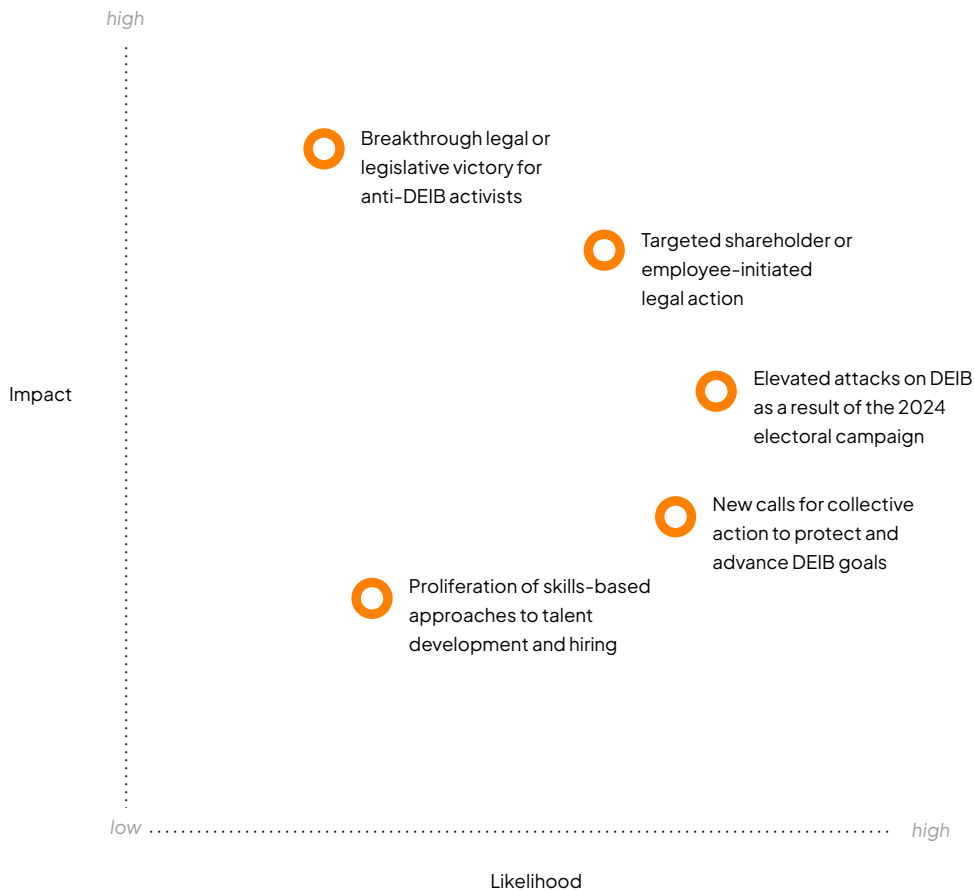 high
Breakthrough legal or
legislative victory for
anti-DEIB activists
Targeted shareholder or
employee-initiated
legal action
Impact
Elevated attacks on DEIB
as a result of the 2024
electoral campaign
New calls for collective
action to protect and
advance DEIB goals
Proliferation of skills-based
approaches to talent
development and hiring
low
high
Likelihood